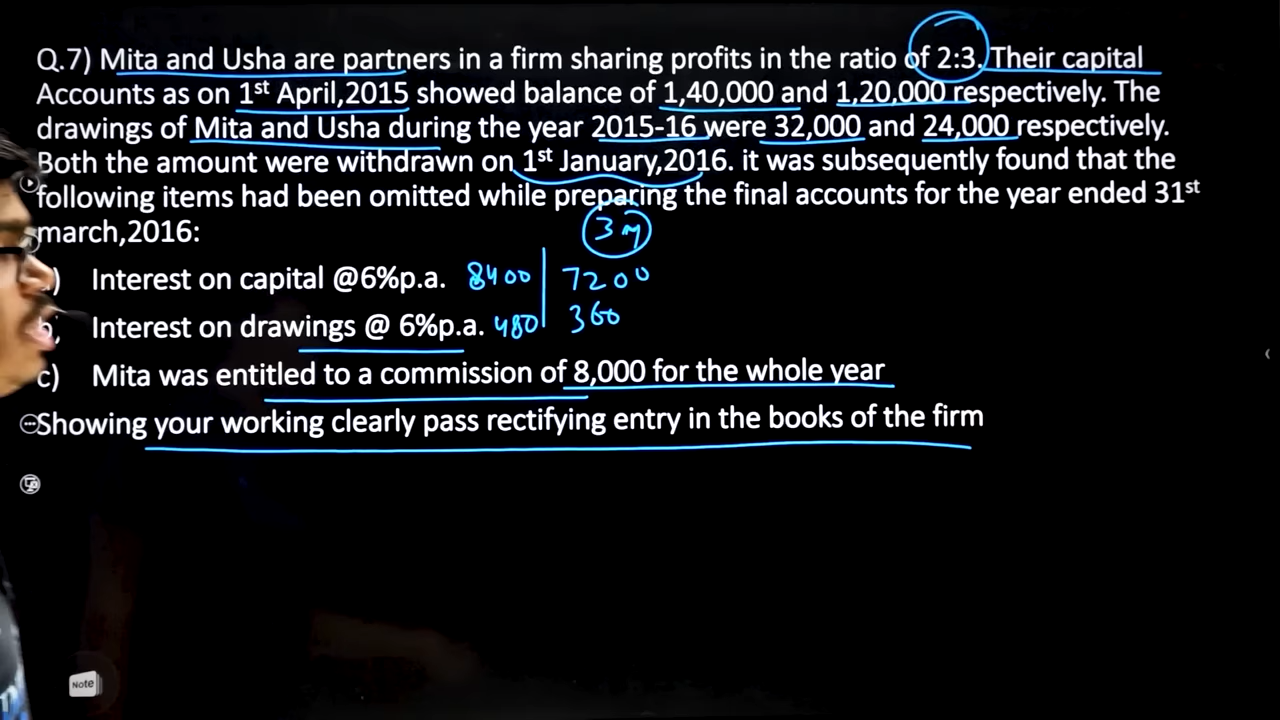 Q.7) Mita and Usha are partners in a firm sharing profits in the ratio of 2:3. Their capital
Accounts as on 1st April,2015 showed balance of 1,40,000 and 1,20,000 respectively. The
drawings of Mita and Usha during the year 2015-16 were 32,000 and 24,000 respectively.
Both the amount were withdrawn on 1st January,2016. it was subsequently found that the
following items had been omitted while preparing the final accounts for the year ended 31st
march,2016:
3 M
) Interest on capital @6%p.a. 8400 7200
Interest on drawings @ 6%p.a. 480 360
c) Mita was entitled to a commission of 8,000 for the whole year
Showing your working clearly pass rectifying entry in the books of the firm
Note